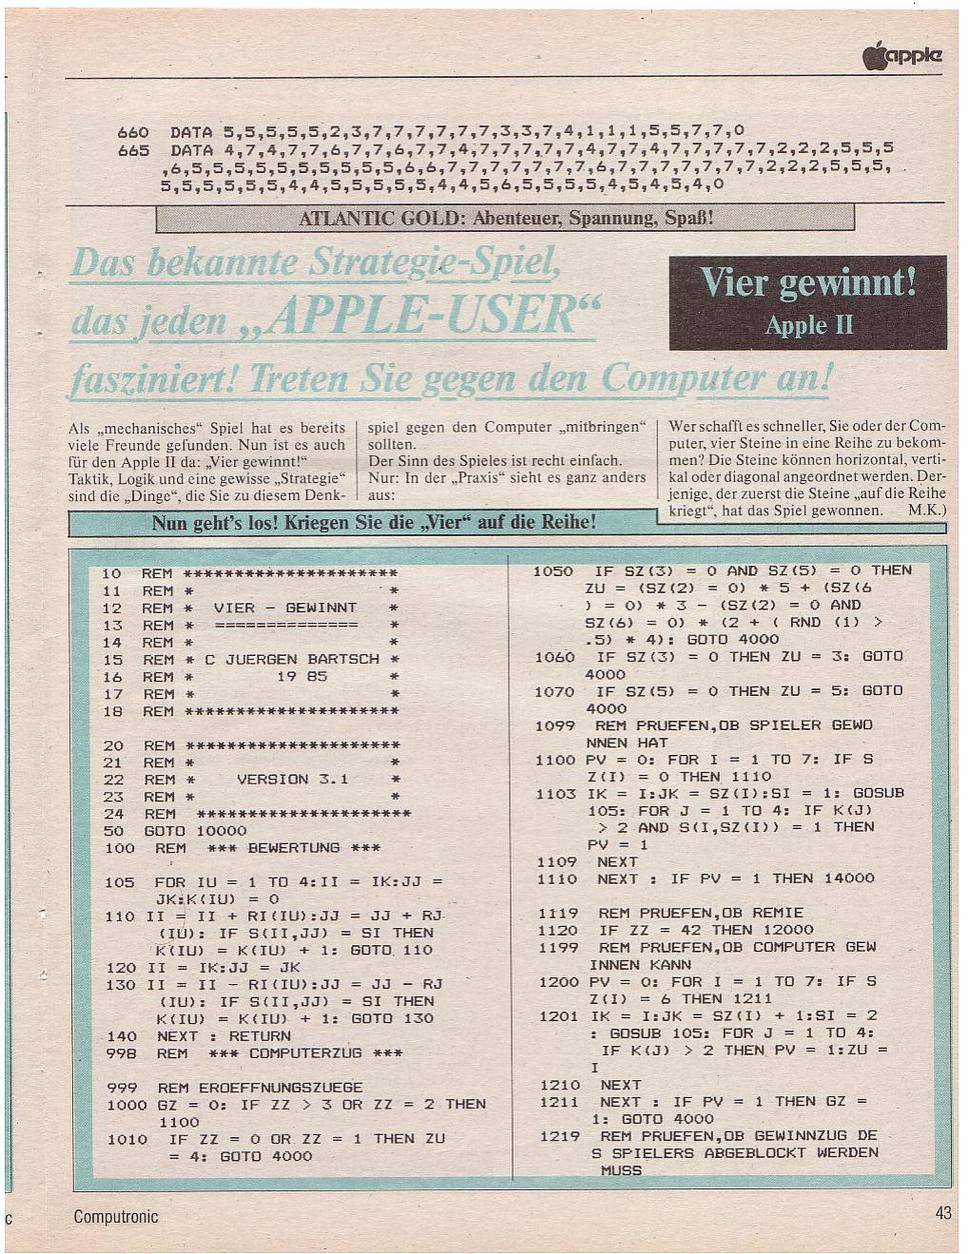 apple
660 DATA 5,5,5,5,5,2,3,7,7,7,7,7,7,3,3,7,4,1,1,1,5,5,7,7,0
665 DATA 4,7,4,7,7,6,7,7,6,7,7,4,7,7,7,7,7,4,7,7,4,7,7,7,7,7,2,2,2,5,5,5
,6,5,5,5,5,5,5,5,5,5,5,6,6,7,7,7,7,7,7,7,6,7,7,7,7,7,7,7,2,2,2,5,5,5,
5,5,5,5,5,5,4,4,5,5,5,5,5,4,4,5,6,5,5,5,5,4,5,4,5,4,0
ATLANTIC GOLD: Abenteuer, Spannung, Spaß!
Das bekannte Strategie-Spiel,
das jeden „APPLE-USER“
fasziniert! Treten Sie gegen den Computer an!
Vier gewinnt!
Apple II
Als „mechanisches“ Spiel hat es bereits
viele Freunde gefunden. Nun ist es auch
für den Apple II da: „Vier gewinnt!“
Taktik, Logik und eine gewisse „Strategie“
sind die „Dinge“, die Sie zu diesem Denk-
spiel gegen den Computer „mitbringen“
sollten.
Der Sinn des Spieles ist recht einfach.
Nur: In der „Praxis“ sieht es ganz anders
aus:
Wer schafft es schneller, Sie oder der Com-
puter, vier Steine in eine Reihe zu bekom-
men? Die Steine können horizontal, verti-
kal oder diagonal angeordnet werden. Der-
jenige, der zuerst die Steine „auf die Reihe
kriegt“, hat das Spiel gewonnen. M.K.)
Nun geht's los! Kriegen Sie die „Vier“ auf die Reihe!
10 REM *********************
11 REM * *
12 REM * VIER - GEWINNT *
13 REM * ============== *
14 REM * *
15 REM * C JUERGEN BARTSCH *
16 REM * 19 85 *
17 REM * *
18 REM *********************
20 REM *********************
21 REM * *
22 REM * VERSION 3.1 *
23 REM * *
24 REM *********************
50 GOTO 10000
100 REM *** BEWERTUNG ***
105 FOR IU = 1 TO 4:II = IK:JJ =
JK:K(IU) = 0
110 II = II + RI(IU):JJ = JJ + RJ
(IU): IF S(II,JJ) = SI THEN
K(IU) = K(IU) + 1: GOTO 110
120 II = IK:JJ = JK
130 II = II - RI(IU):JJ = JJ - RJ
(IU): IF S(II,JJ) = SI THEN
K(IU) = K(IU) + 1: GOTO 130
140 NEXT : RETURN
998 REM *** COMPUTERZUG ***
999 REM EROEFFNUNGSZUEGE
1000 GZ = 0: IF ZZ > 3 OR ZZ = 2 THEN
1100
1010 IF ZZ = 0 OR ZZ = 1 THEN ZU
= 4: GOTO 4000
1050 IF SZ(3) = 0 AND SZ(5) = 0 THEN
ZU = (SZ(2) = 0) * 5 + (SZ(6
) = 0) * 3 - (SZ(2) = 0 AND
SZ(6) = 0) * (2 + ( RND (1) >
.5) * 4): GOTO 4000
1060 IF SZ(3) = 0 THEN ZU = 3: GOTO
4000
1070 IF SZ(5) = 0 THEN ZU = 5: GOTO
4000
1099 REM PRUEFEN,OB SPIELER GEWO
NNEN HAT
1100 PV = 0: FOR I = 1 TO 7: IF S
Z(I) = 0 THEN 1110
1103 IK = I:JK = SZ(I):SI = 1: GOSUB
105: FOR J = 1 TO 4: IF K(J)
> 2 AND S(I,SZ(I)) = 1 THEN
PV = 1
1109 NEXT
1110 NEXT : IF PV = 1 THEN 14000
1119 REM PRUEFEN,OB REMIE
1120 IF ZZ = 42 THEN 12000
1199 REM PRUEFEN,OB COMPUTER GEW
INNEN KANN
1200 PV = 0: FOR I = 1 TO 7: IF S
Z(I) = 6 THEN 1211
1201 IK = I:JK = SZ(I) + 1:SI = 2
: GOSUB 105: FOR J = 1 TO 4:
IF K(J) > 2 THEN PV = 1:ZU =
I
1210 NEXT
1211 NEXT : IF PV = 1 THEN GZ =
1: GOTO 4000
1219 REM PRUEFEN,OB GEWINNZUG DE
S SPIELERS ABGEBLOCKT WERDEN
MUSS
c
Computronic
43